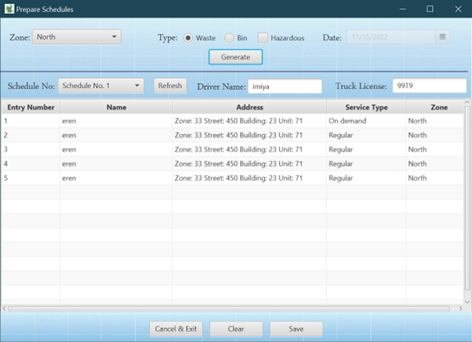 Prepare Schedules
Zone: North Type: Waste Bin Hazardous Date: 11/15/2022
Generate
Schedule No: Schedule No. 1 Refresh Driver Name: imiya Truck License: 99T9
Entry Number Name Address Service Type Zone
1 eren Zone: 33 Street: 450 Building: 23 Unit: 71 On demand North
2 eren Zone: 33 Street: 450 Building: 23 Unit: 71 Regular North
3 eren Zone: 33 Street: 450 Building: 23 Unit: 71 Regular North
4 eren Zone: 33 Street: 450 Building: 23 Unit: 71 Regular North
5 eren Zone: 33 Street: 450 Building: 23 Unit: 71 Regular North
Cancel & Exit Clear Save